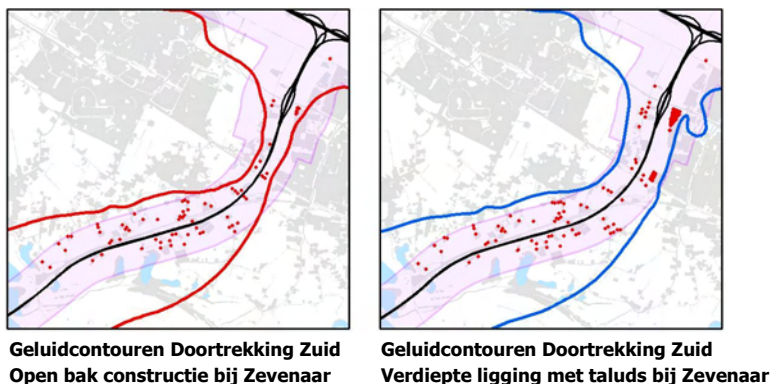 Geluidcontouren Doortrekking Zuid
Open bak constructie bij Zevenaar
Geluidcontouren Doortrekking Zuid
Verdiepte ligging met taluds bij Zevenaar